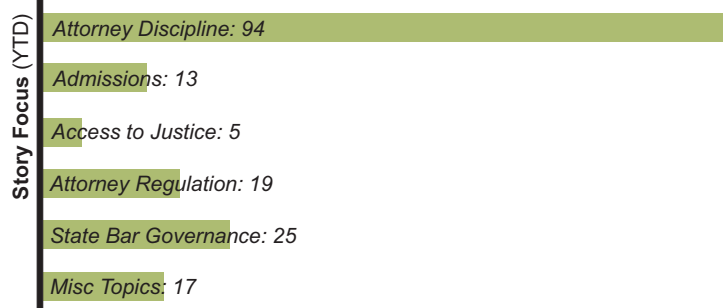 Story Focus (YTD)
Attorney Discipline: 94
Admissions: 13
Access to Justice: 5
Attorney Regulation: 19
State Bar Governance: 25
Misc Topics: 17